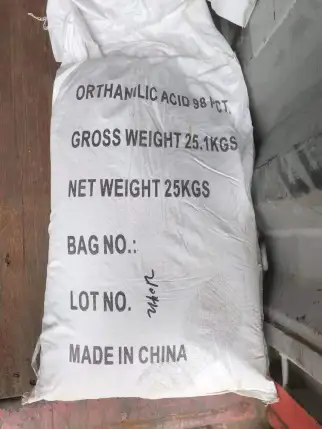 ORTHANILIC ACID 98 PCT.
GROSS WEIGHT 25.1KGS
NET WEIGHT 25KGS
BAG NO.:
LOT NO.
MADE IN CHINA